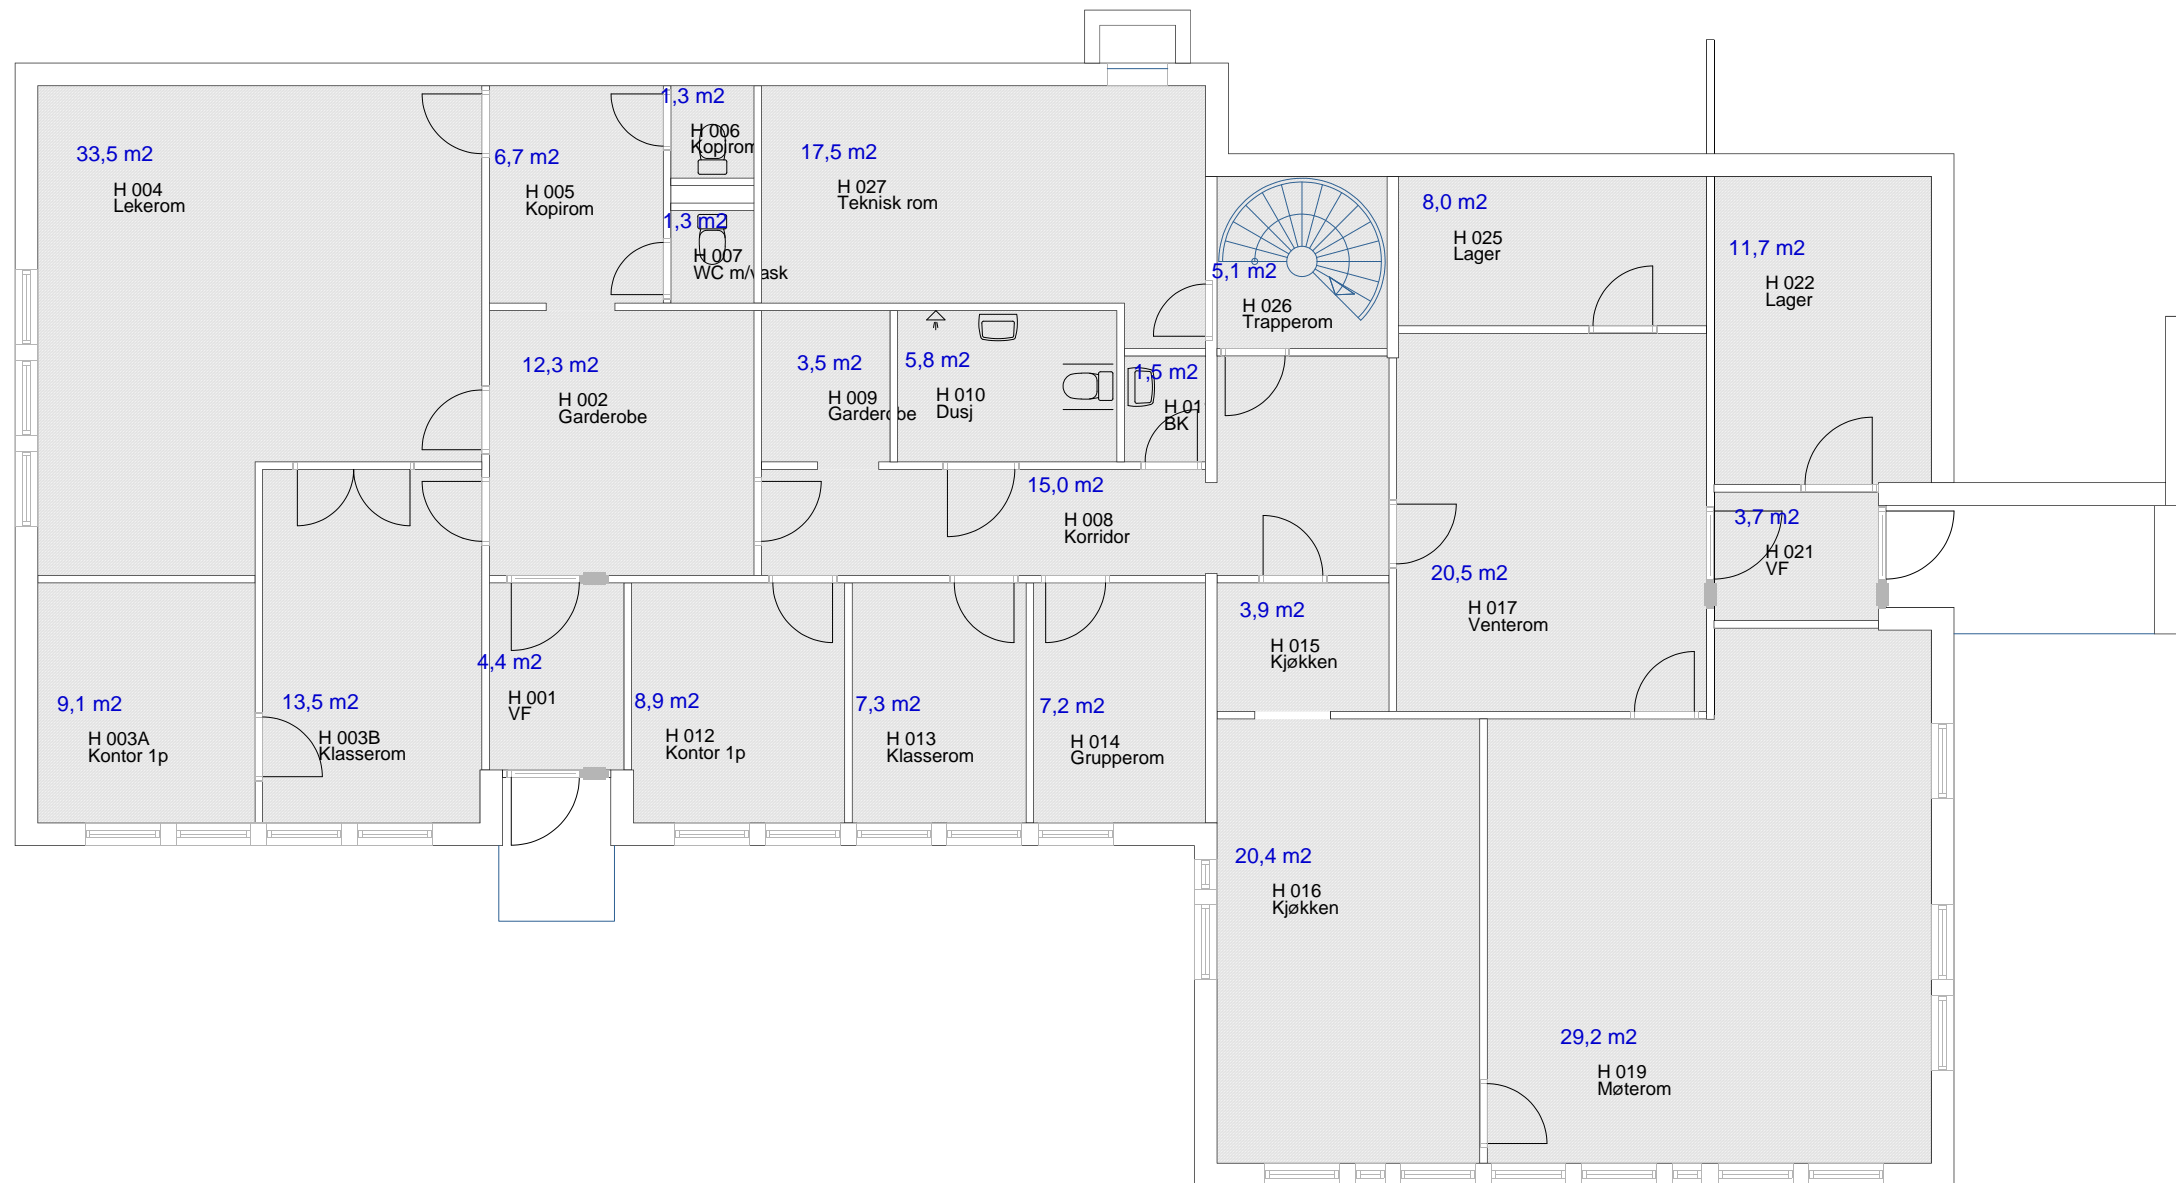 1,3 m2
H 006
Kopirom
33,5 m2
H 004
Lekerom
6,7 m2
H 005
Kopirom
17,5 m2
H 027
Teknisk rom
1,3 m2
H 007
WC m/vask
8,0 m2
H 025
Lager
11,7 m2
H 022
Lager
5,1 m2
H 026
Trapperom
12,3 m2
H 002
Garderobe
3,5 m2
H 009
Garderobe
5,8 m2
H 010
Dusj
1,5 m2
H 01
BK
15,0 m2
H 008
Korridor
3,7 m2
H 021
VF
20,5 m2
H 017
Venterom
3,9 m2
H 015
Kjøkken
4,4 m2
H 001
VF
9,1 m2
H 003A
Kontor 1p
13,5 m2
H 003B
Klasserom
8,9 m2
H 012
Kontor 1p
7,3 m2
H 013
Klasserom
7,2 m2
H 014
Grupperom
20,4 m2
H 016
Kjøkken
29,2 m2
H 019
Møterom